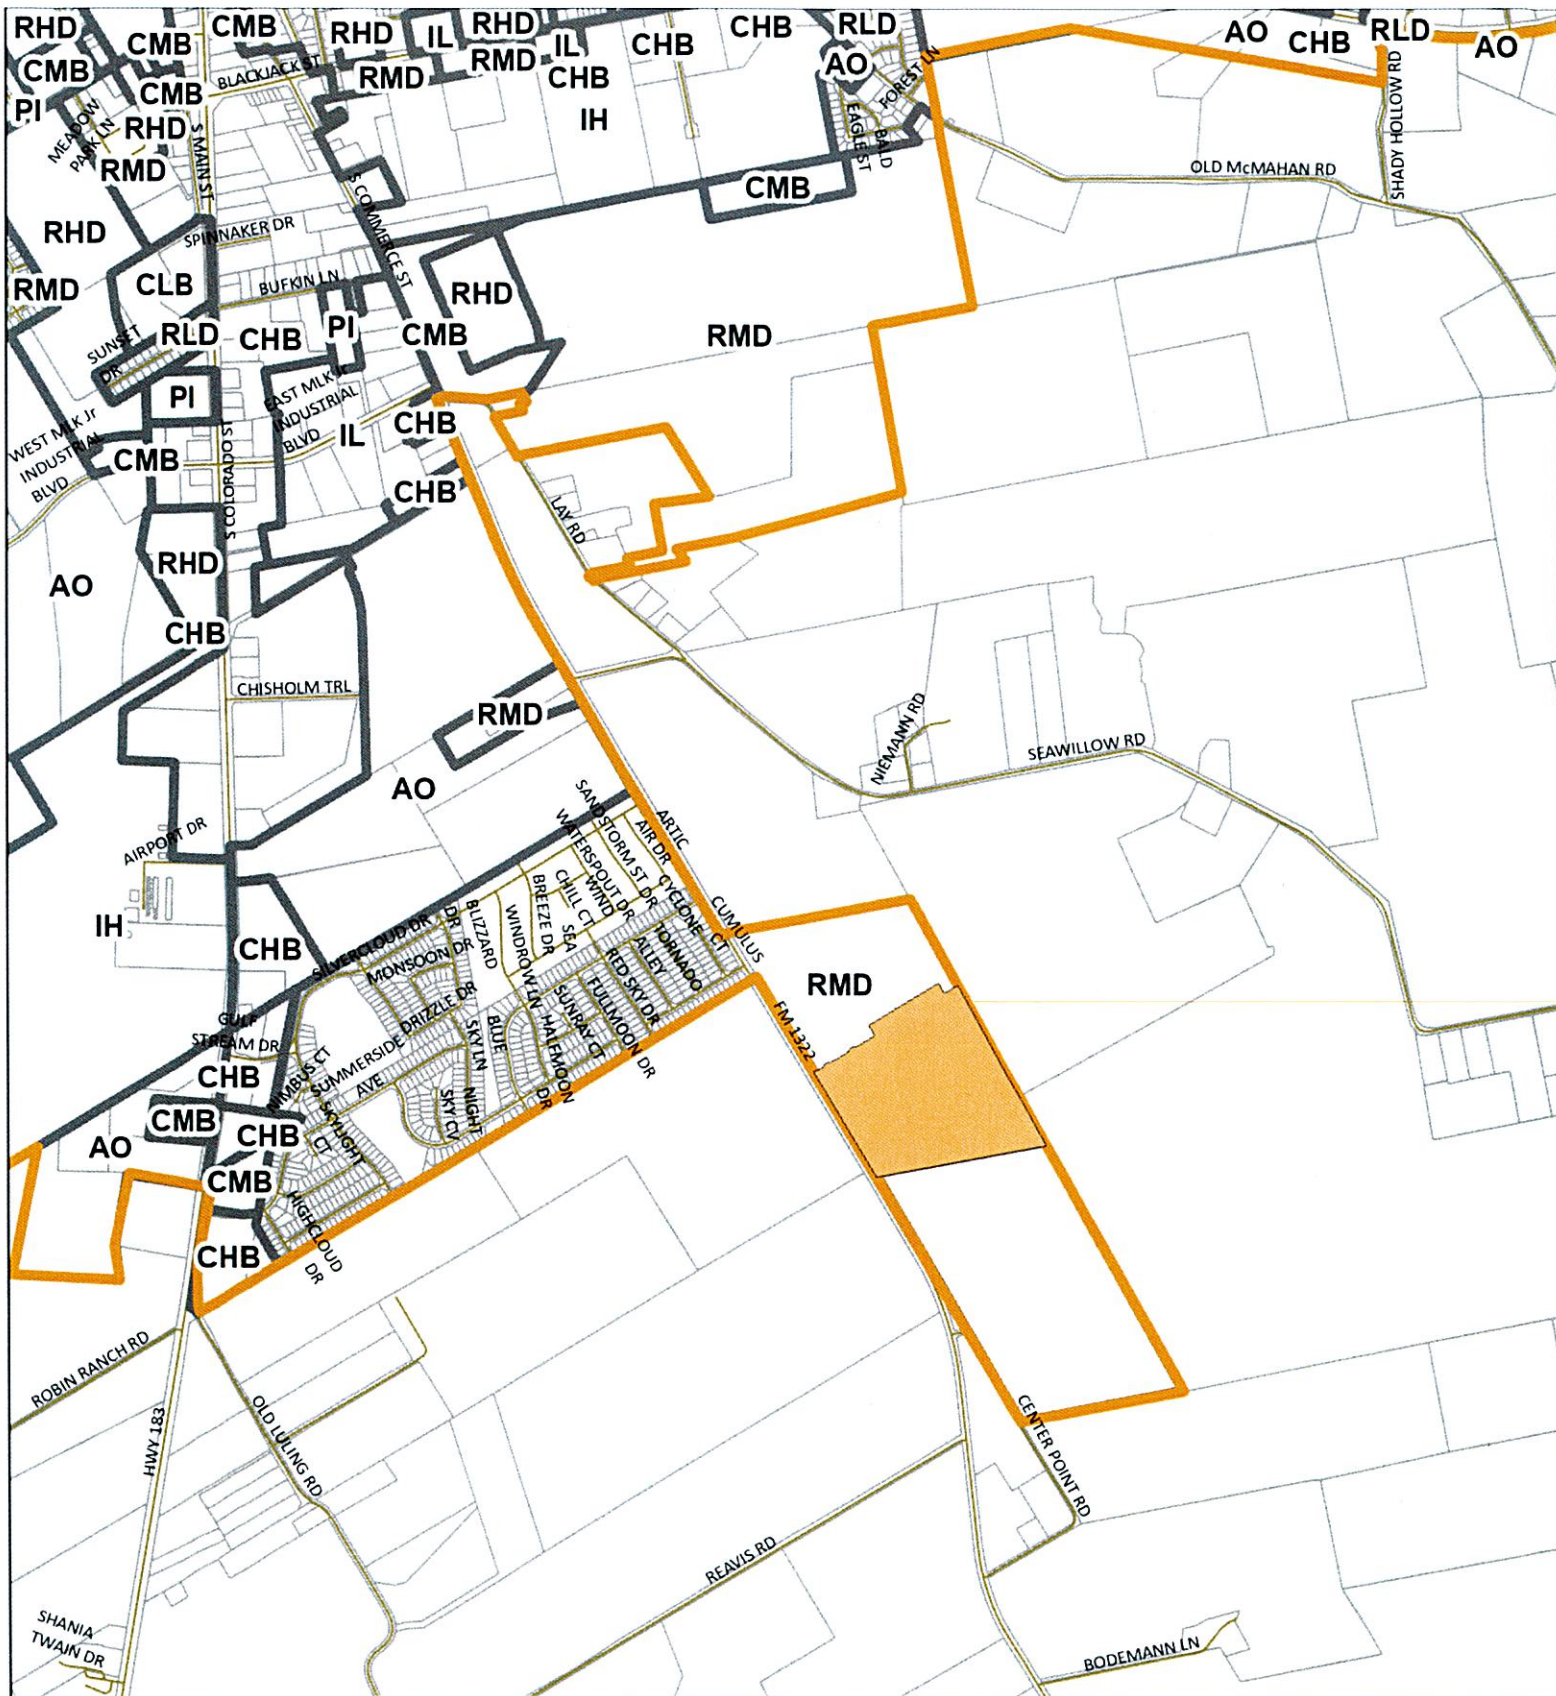 RHD
CMB
CMB
RHD
IL
RHD
IL
CHB
CHB
RLD
AO
CHB
RLD
AO
CMB
BLACKJACK ST
RMD
RMD
CHB
AO
FOREST LN
SHADY HOLLOW RD
PI
CMB
MEADOW
PARK LN
RHD
IH
EAGLE ST
BALD
RMD
S MAIN ST
S COMMERCE ST
CMB
OLD McMAHAN RD
RHD
SPINNAKER DR
RMD
CLB
BUFKIN LN
RHD
SUNSET
DR
RLD
CHB
PI
CMB
RMD
PI
EAST MLK Jr
INDUSTRIAL
BLVD
WEST MLK Jr
INDUSTRIAL
BLVD
CMB
S COLORADO ST
IL
CHB
CHB
LAY RD
RHD
AO
CHB
CHISHOLM TRL
RMD
NIEMANN RD
SEAWILLOW RD
AO
AIRPORT DR
SANDSTORM ST
WATERSPOUT DR
AIR DR
ARTIC
DR
CYCLONE CT
CUMULUS
WIND
CHILL CT
SEA
BREEZE DR
WINDROW LN
BLIZZARD
DR
IH
CHB
SILVERCLOUD DR
MONSOON DR
DRIZZLE DR
TORNADO
ALLEY
RED SKY DR
FULLMOON DR
SUNRAY CT
HALFMOON
DR
BLUE
SKY LN
RMD
FM 1322
GULF
STREAM DR
SUMMERSIDE
AVE
NIMBUS CT
CHB
NIGHT
SKY CV
CMB
AO
CHB
SKYLIGHT
CT
CMB
HIGHCLOUD
DR
CHB
ROBIN RANCH RD
HWY 183
OLD LULING RD
CENTER POINT RD
REAVIS RD
SHANIA
TWAIN DR
BODEMANN LN